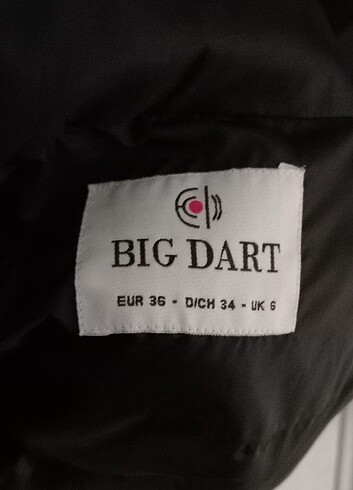 BIG DART
EUR 36 - D/CH 34 - UK 6